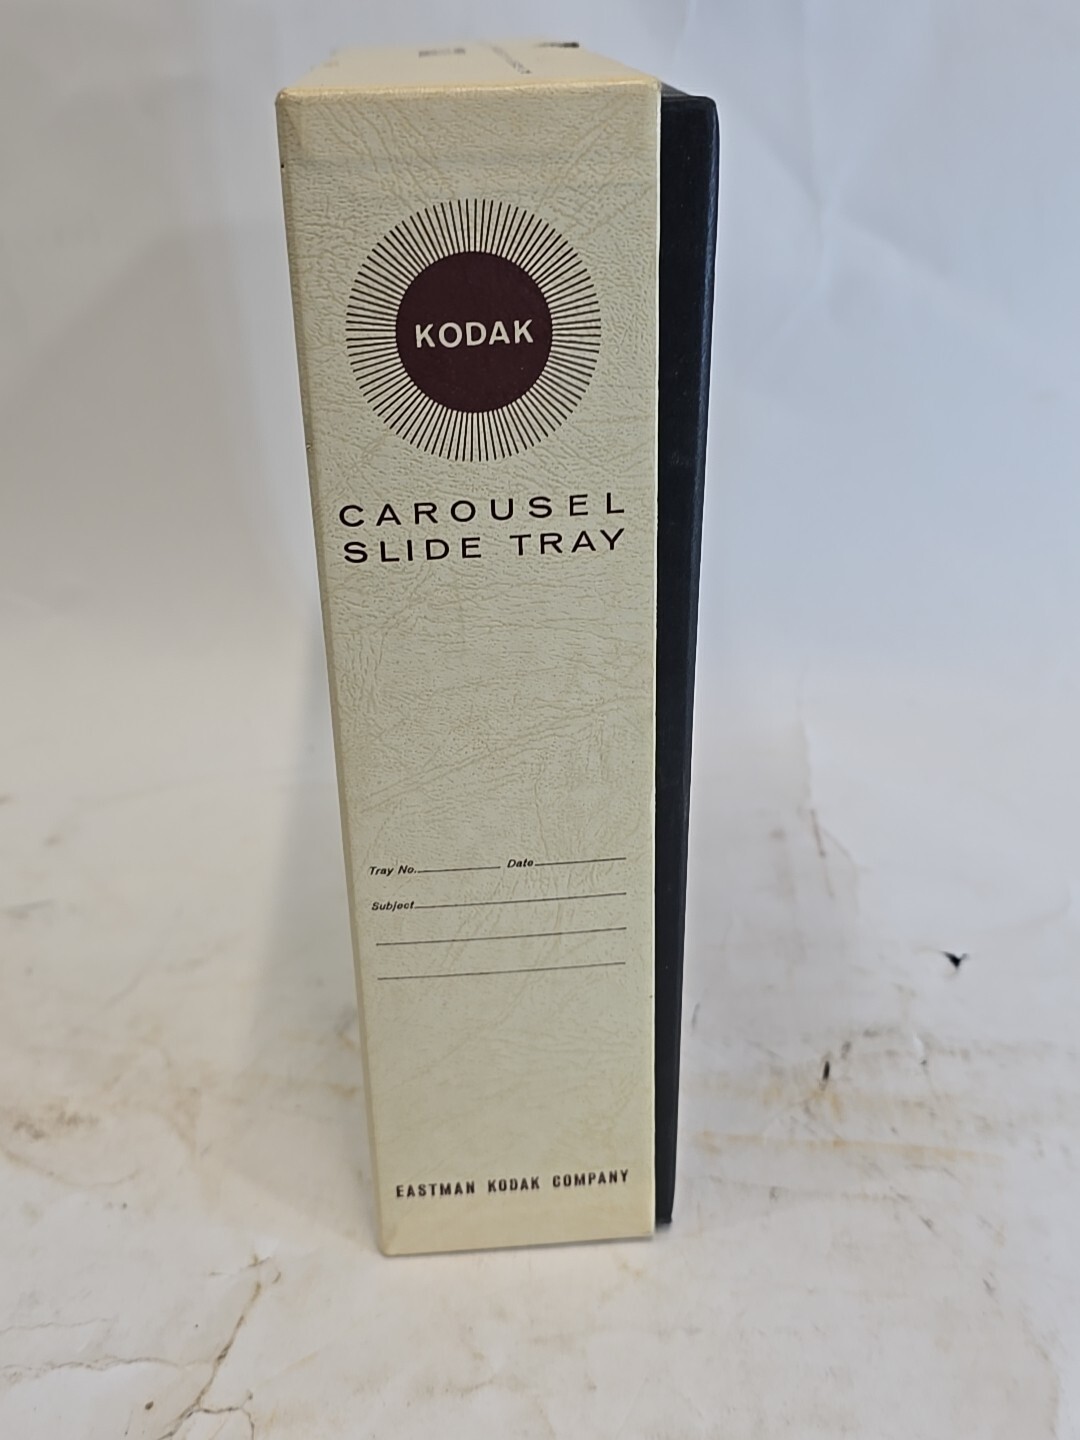 KODAK
CAROUSEL
SLIDE TRAY
Tray No. Date
Subject
EASTMAN KODAK COMPANY